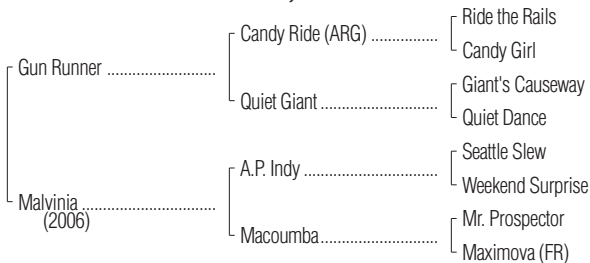 Ride the Rails
Candy Ride (ARG) ................
Candy Girl
Gun Runner ..........................
Giant's Causeway
Quiet Giant ............................
Quiet Dance
Seattle Slew
A.P. Indy ................................
Weekend Surprise
Malvinia ................................
(2006)
Mr. Prospector
Macoumba............................
Maximova (FR)